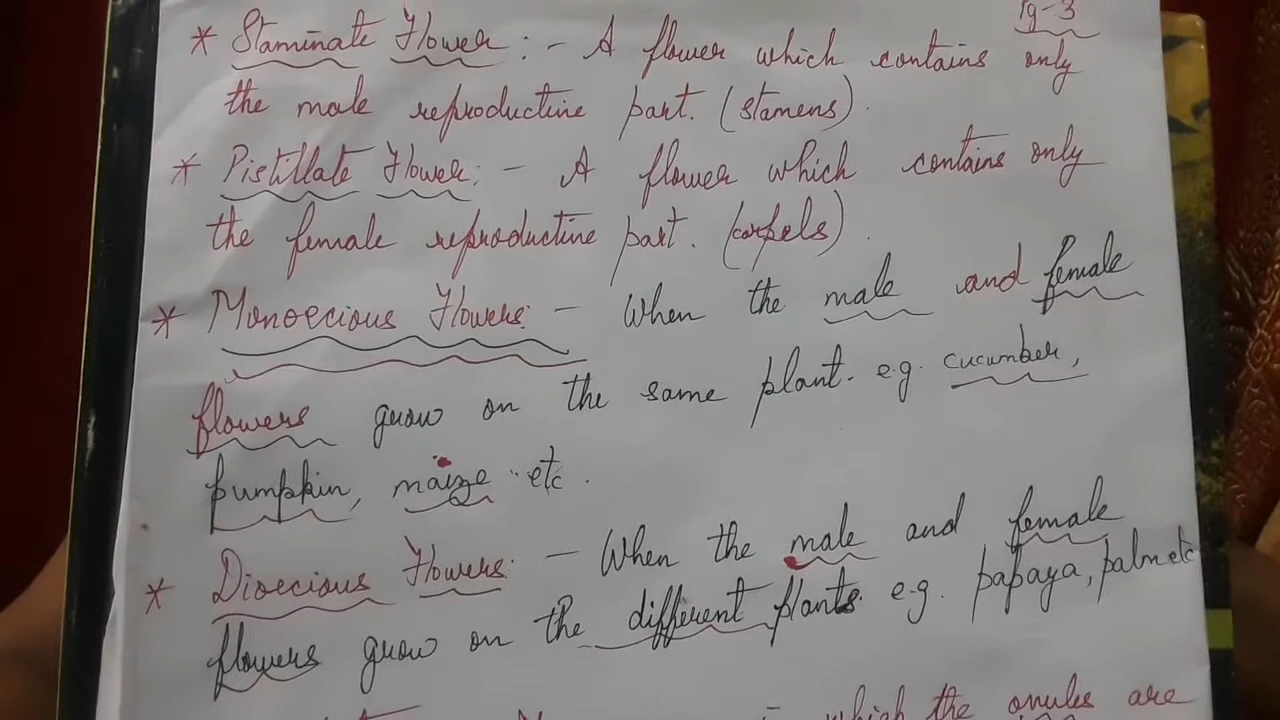 Pg-3
* Staminate Flower :- A flower which contains only
the male reproductive part. (stamens).
* Pistillate Flower :- A flower which contains only
the female reproductive part. (carpels).
* Monoecious Flowers: - When the male and female
flowers grow on the same plant. e.g. cucumber,
pumpkin, maize etc.
* Dioecious Flowers: - When the male and female
flowers grow on the different plants e.g. papaya, palm etc
which the ovules are